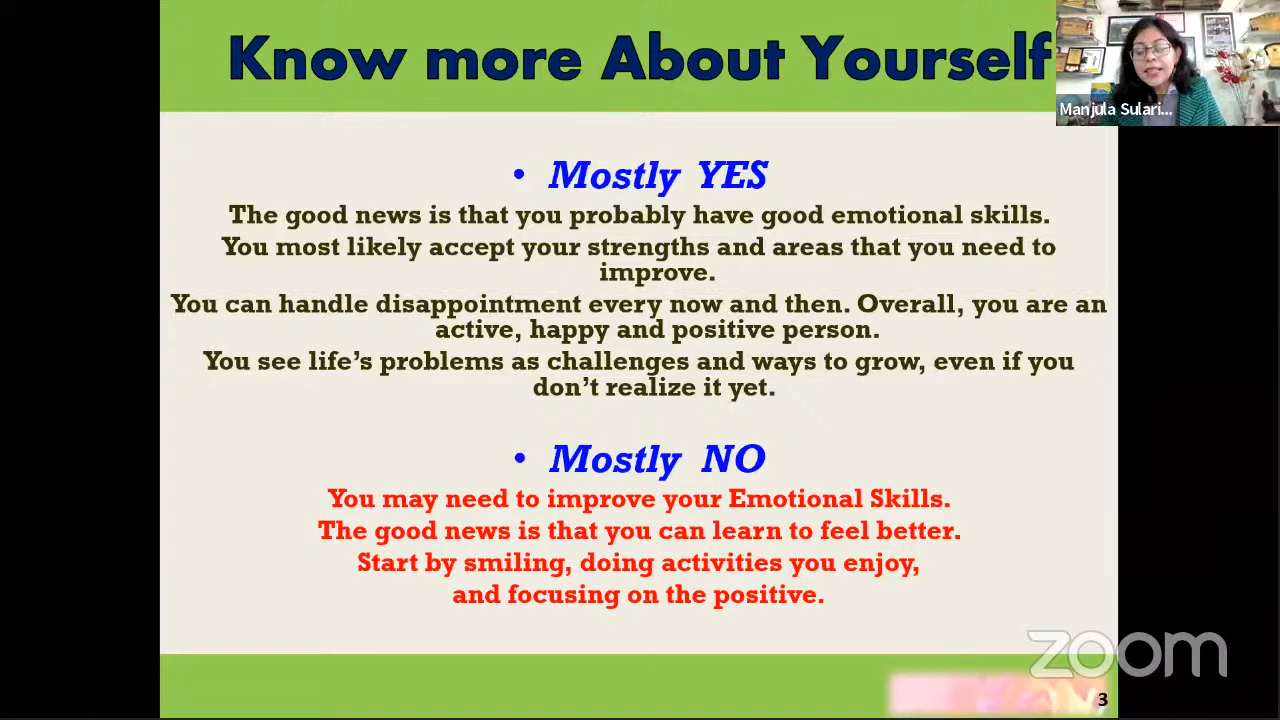 Know more About Yourself
Manjula Sulari...
• Mostly YES
The good news is that you probably have good emotional skills.
You most likely accept your strengths and areas that you need to
improve.
You can handle disappointment every now and then. Overall, you are an
active, happy and positive person.
You see life's problems as challenges and ways to grow, even if you
don't realize it yet.
• Mostly NO
You may need to improve your Emotional Skills.
The good news is that you can learn to feel better.
Start by smiling, doing activities you enjoy,
and focusing on the positive.
zoom
3